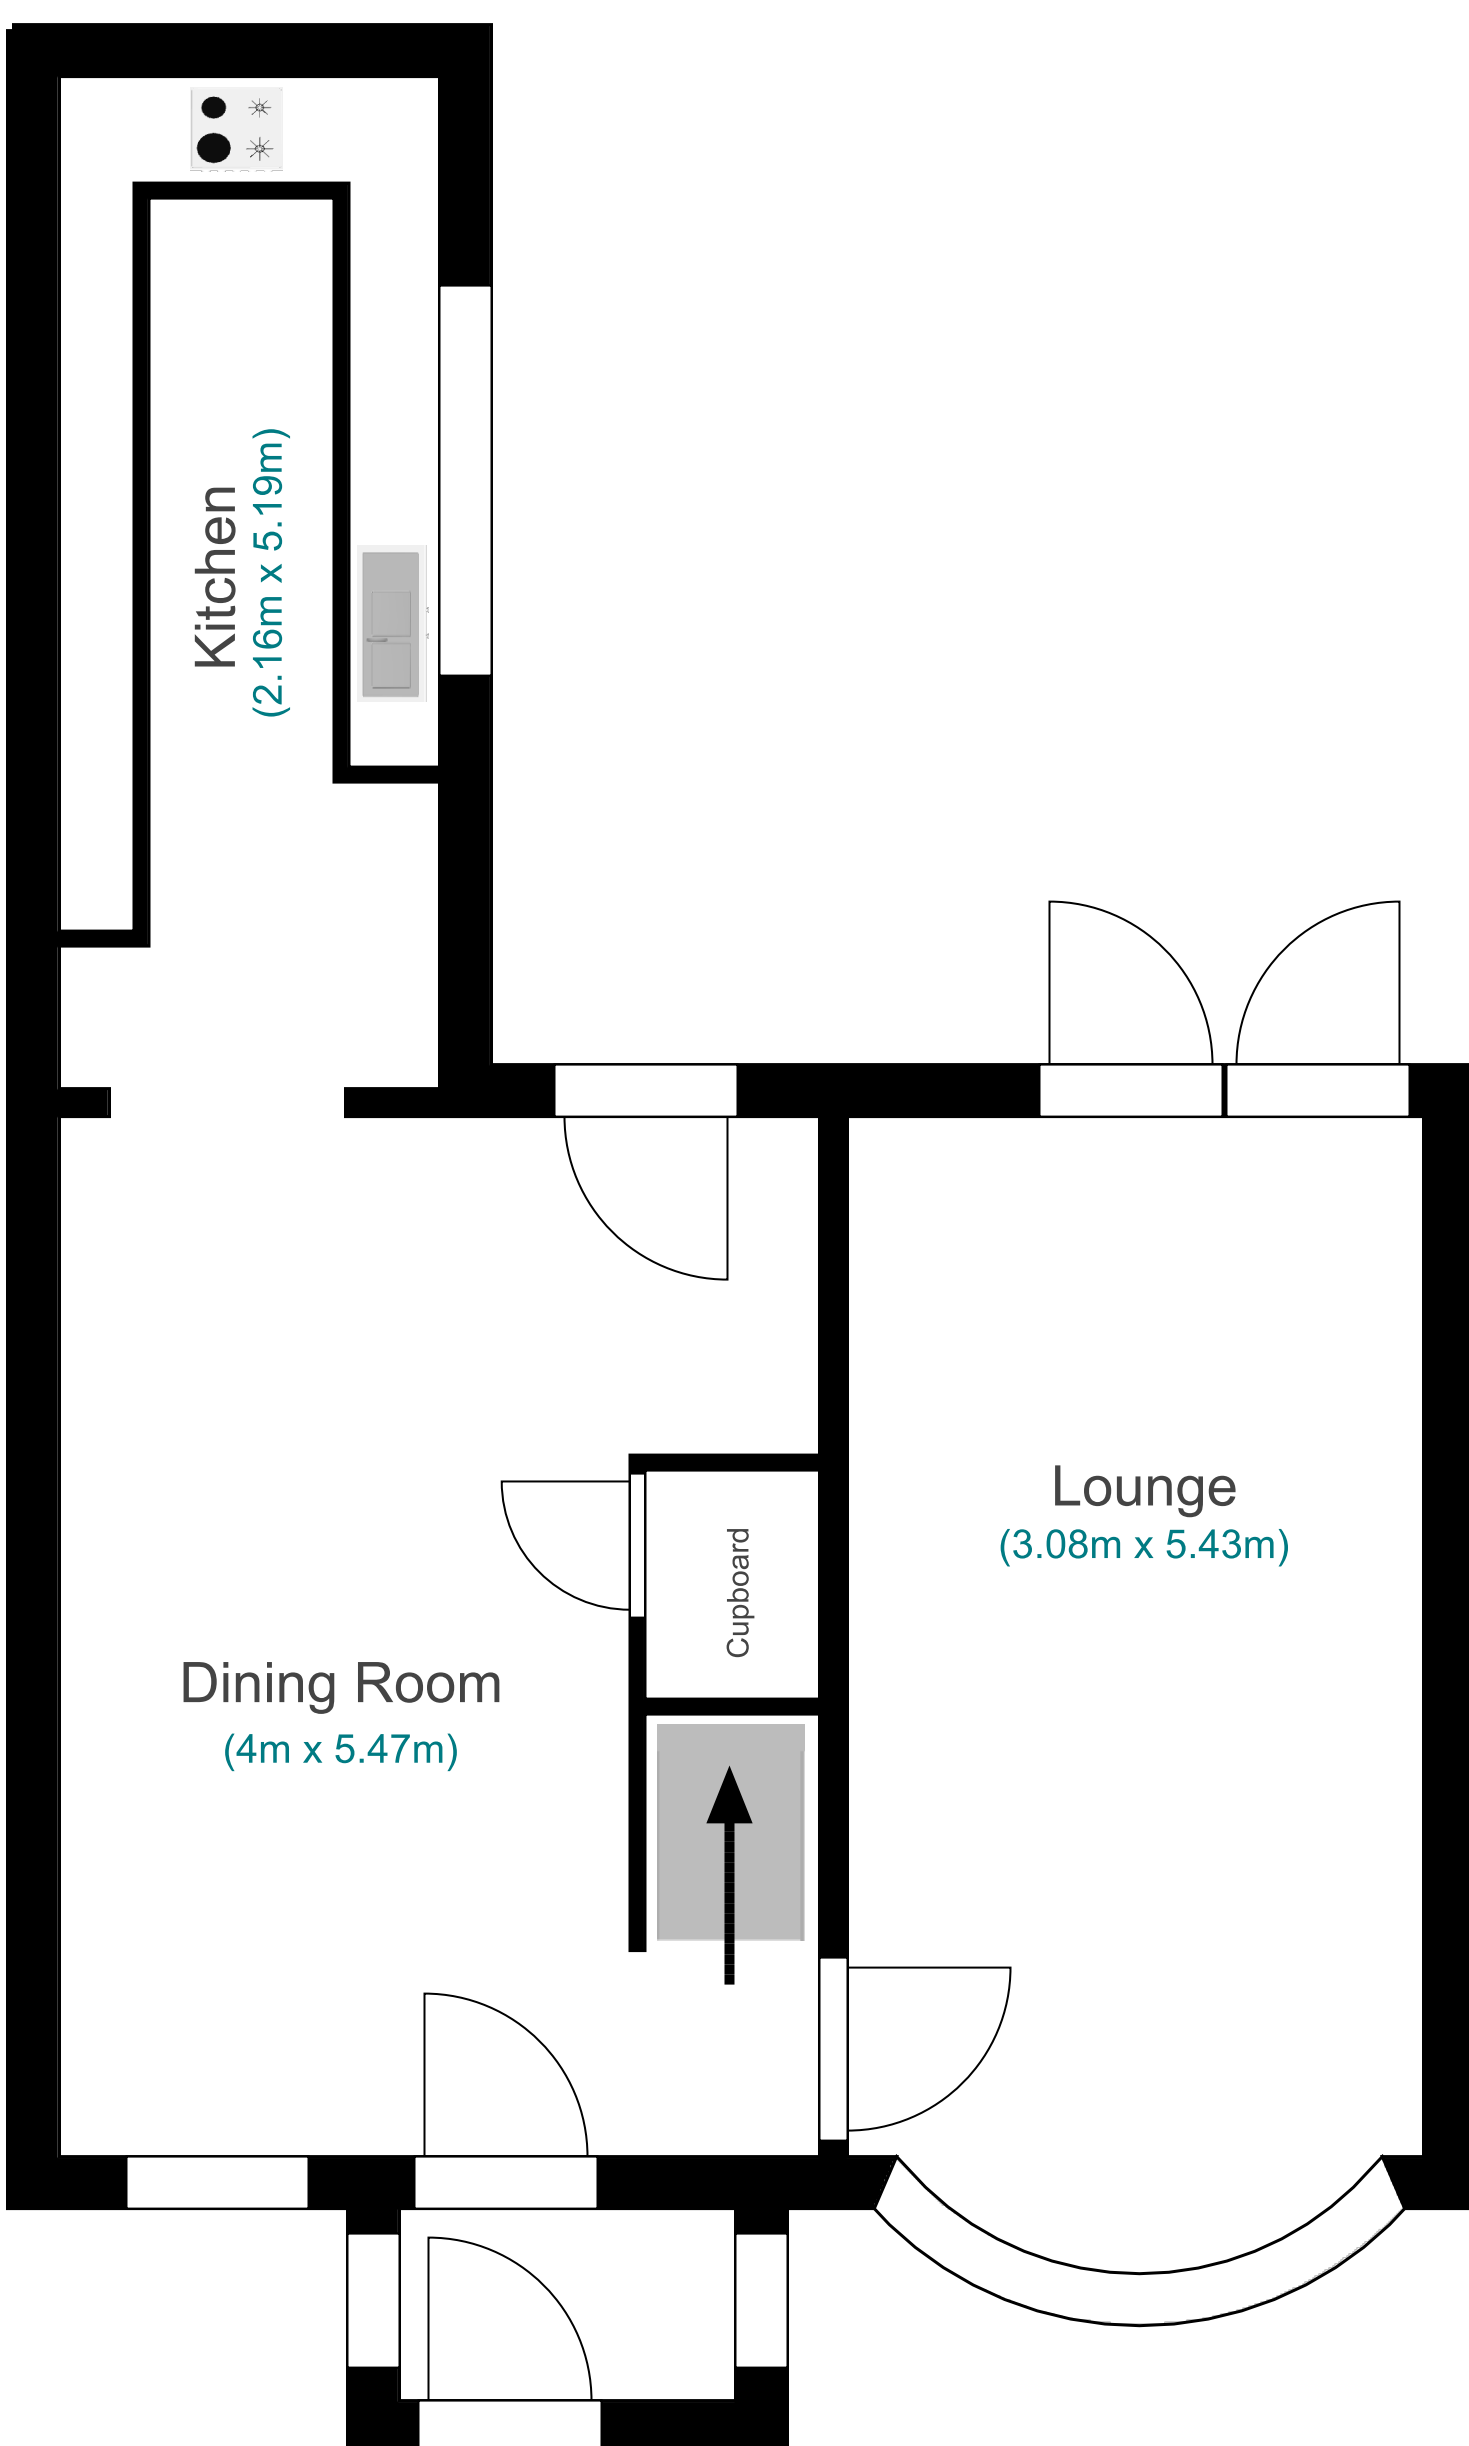 Kitchen
(2.16m x 5.19m)
Lounge
(3.08m x 5.43m)
Cupboard
Dining Room
(4m x 5.47m)